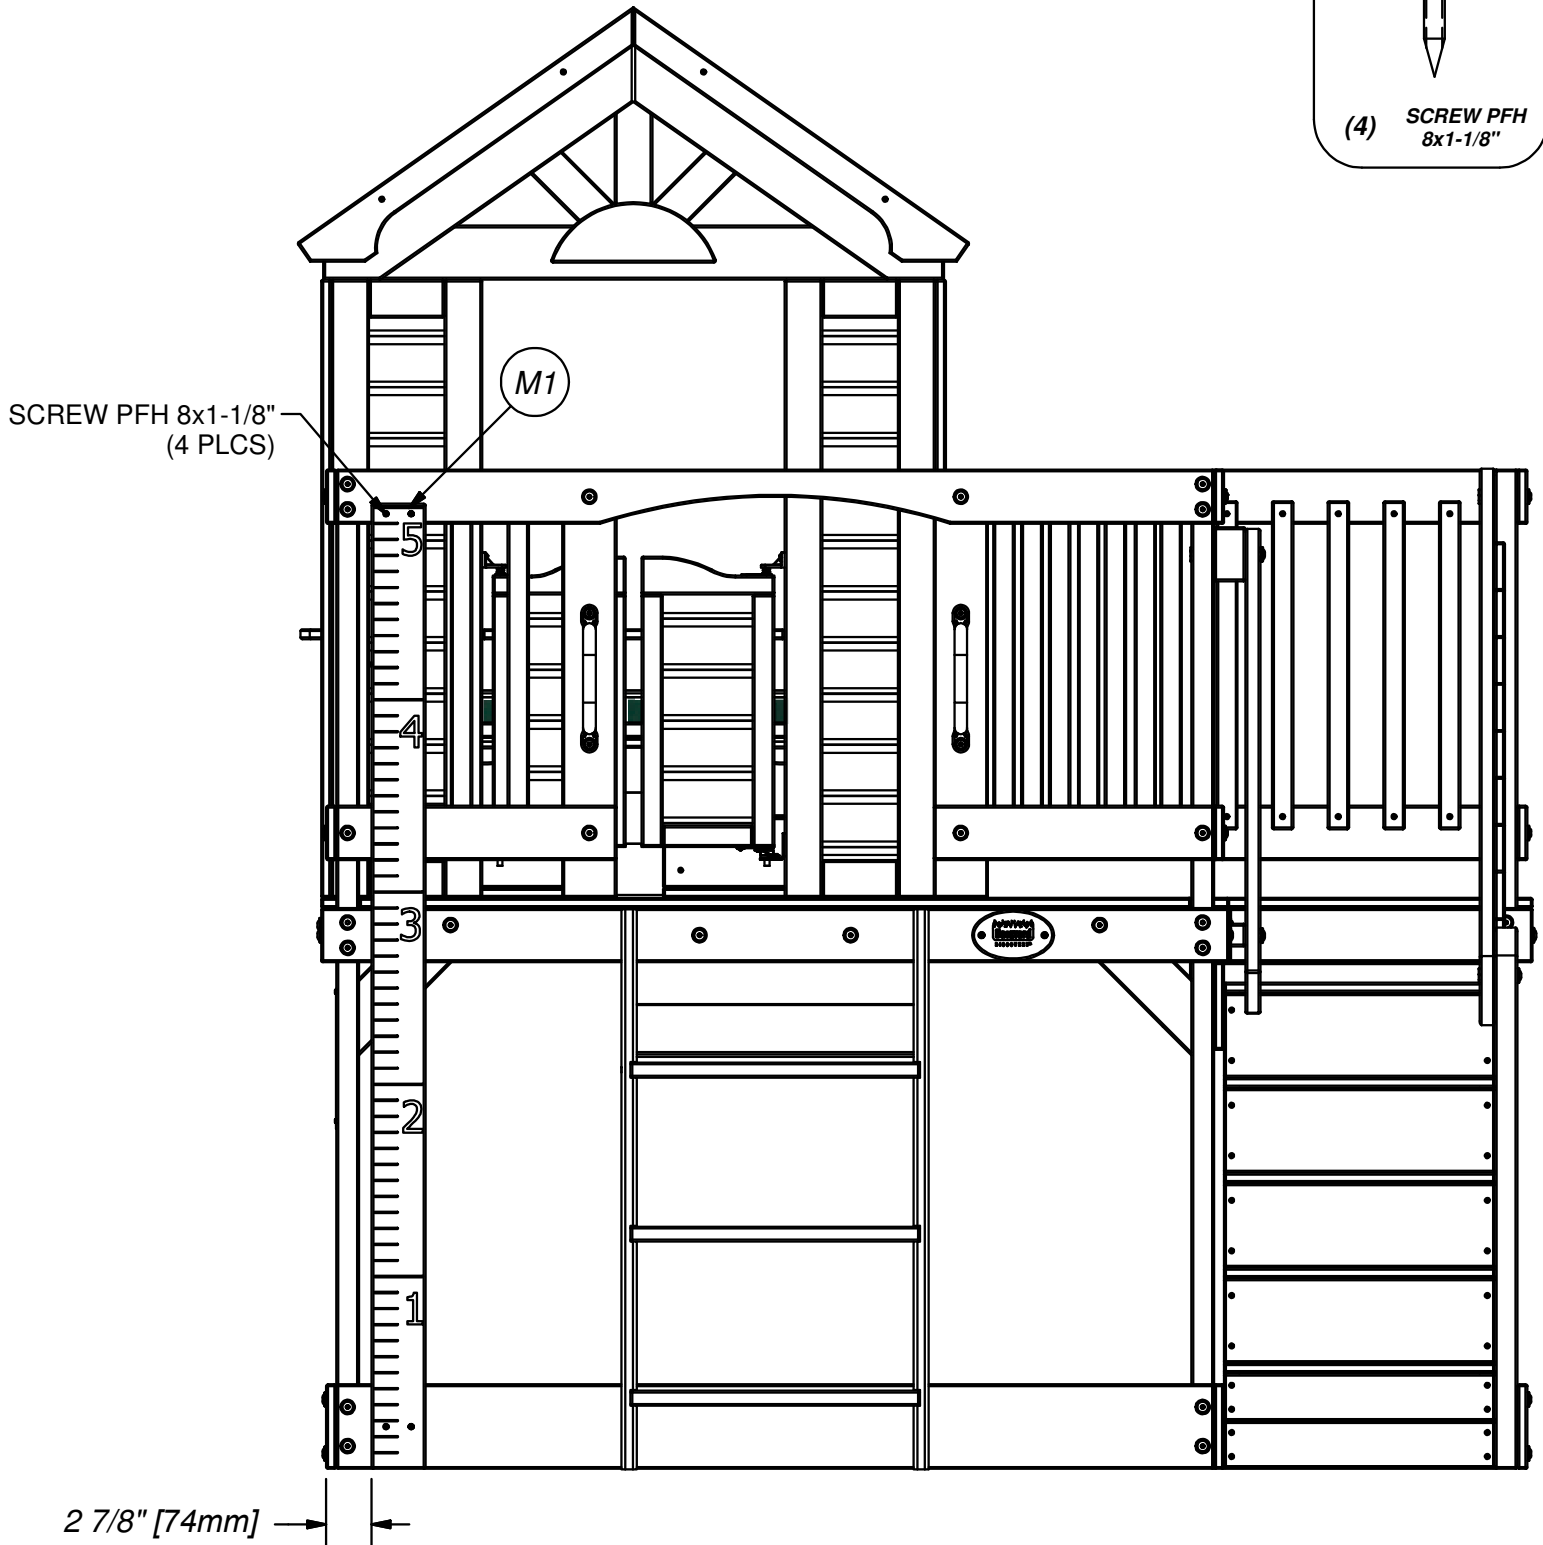 (4)
SCREW PFH
8x1-1/8"
M1
SCREW PFH 8x1-1/8"
(4 PLCS)
5
4
3
2
1
2 7/8" [74mm]